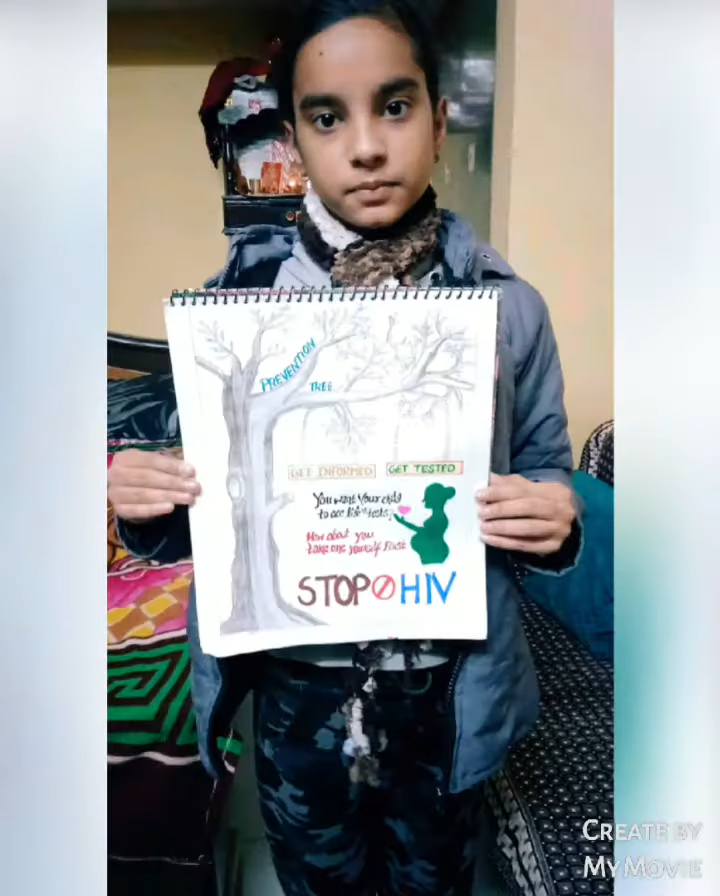 PREVENTION
TREE
GET INFORMED
GET TESTED
You want Your child
to ace life's tests,
How about you
take one yourself First
STOP HIV
CREATE BY
MYMOVIE